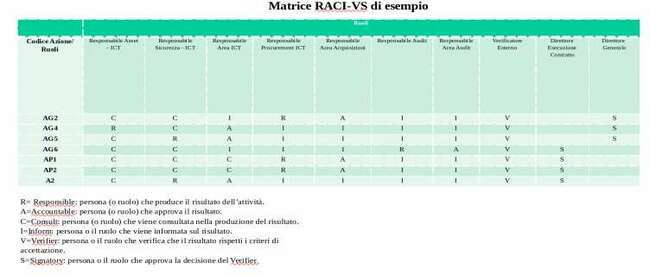 Matrice RACI-VS di esempio
Ruoli
Codice Azione/ Ruoli Responsabile Asset - ICT Responsabile Sicurezza - ICT Responsabile Area ICT Responsabile Procurement ICT Responsabile Area Acquisizioni Responsabile Audit Responsabile Area Audit Verificatore Esterno Direttore Esecuzione Contratto Direttore Generale
AG2 C C I R A I I V S
AG4 R C A I I I I V S
AG5 C R A I I I I V S
AG6 C C I I I R A V S
AP1 C C C R A I I V S
AP2 C C C R A I I V S
A2 C R A I I I I V S
R= Responsible: persona (o ruolo) che produce il risultato dell'attività.
A=Accountable: persona (o ruolo) che approva il risultato.
C=Consult: persona (o ruolo) che viene consultata nella produzione del risultato.
I=Inform: persona o il ruolo che viene informata sul risultato.
V=Verifier: persona o il ruolo che verifica che il risultato rispetti i criteri di
accettazione.
S=Signatory: persona o il ruolo che approva la decisione del Verifier.